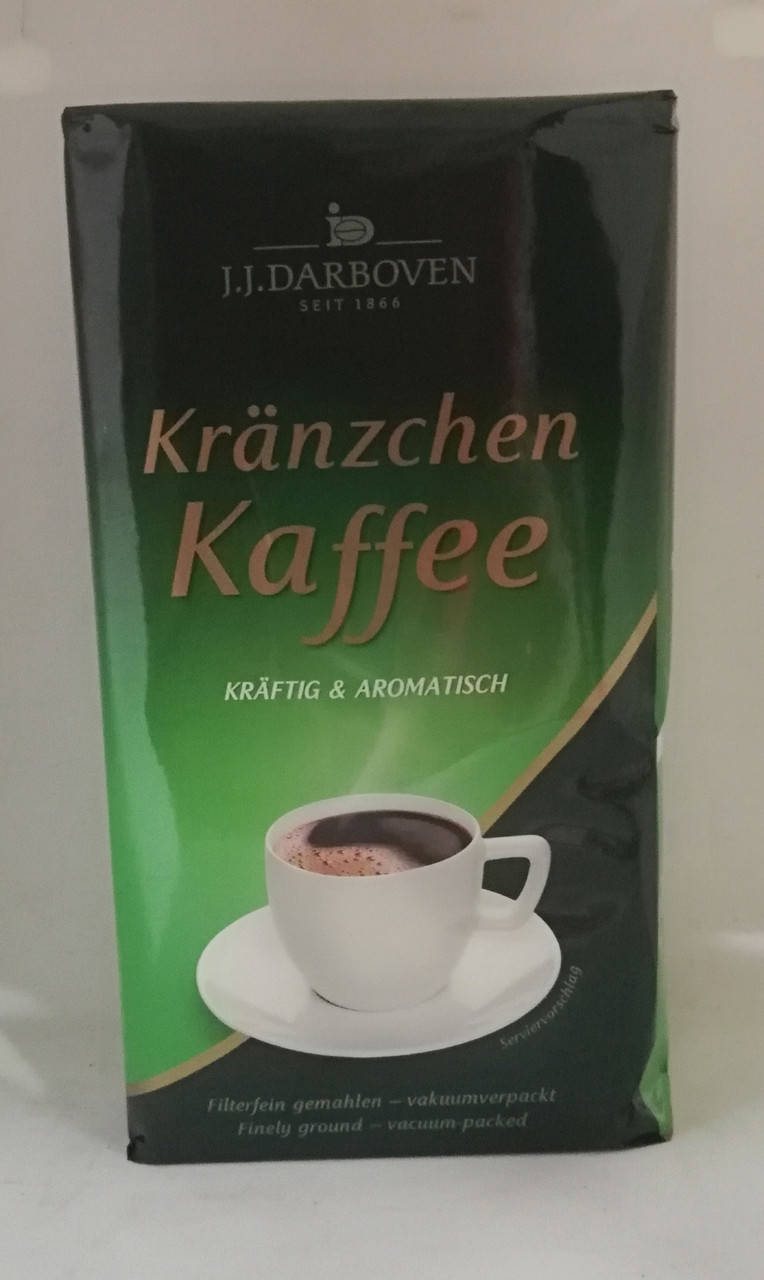 J.J.DARBOVEN
SEIT 1866
Kränzchen
Kaffee
KRÄFTIG & AROMATISCH
Serviervorschlag
Filterfein gemahlen – vakuumverpackt
Finely ground – vacuum-packed